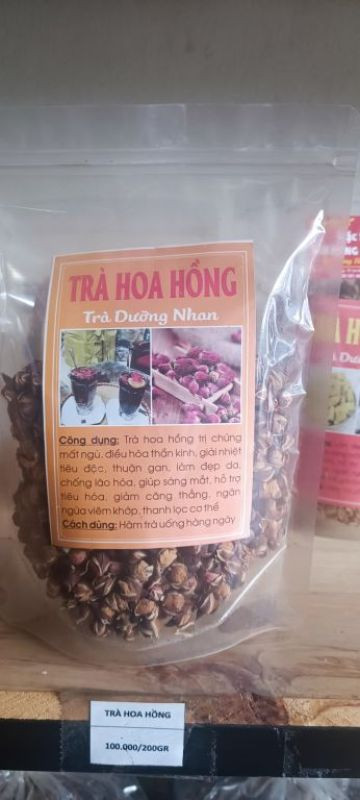 TRÀ HOA HỒNG
Trà Dưỡng Nhan
Công dụng: Trà hoa hồng trị chứng
mất ngủ, điều hòa thần kinh, giải nhiệt
tiêu độc, thuận gan, làm đẹp da,
chống lão hóa, giúp sáng mắt, hỗ trợ
tiêu hóa, giảm căng thẳng, ngăn
ngừa viêm khớp, thanh lọc cơ thể
Cách dùng: Hãm trà uống hàng ngày
TRÀ HOA HỒNG
100.000/200GR